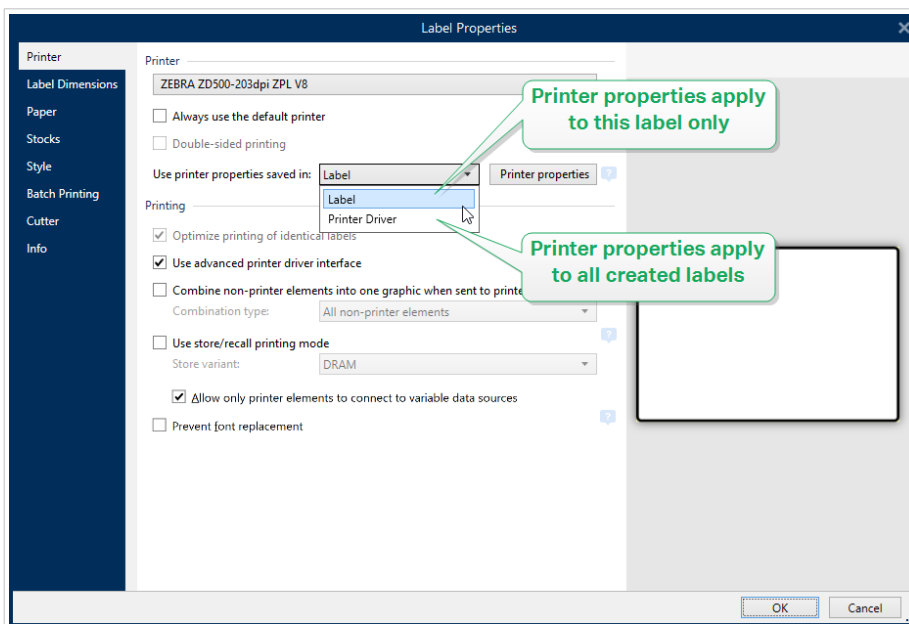 Label Properties
Printer
Label Dimensions
Paper
Stocks
Style
Batch Printing
Cutter
Info
Printer
ZEBRA ZD500-203dpi ZPL V8
Always use the default printer
Double-sided printing
Use printer properties saved in:
Label
Printer properties
Label
Printer Driver
Printer properties apply
to this label only
Printer properties apply
to all created labels
Printing
Optimize printing of identical labels
Use advanced printer driver interface
Combine non-printer elements into one graphic when sent to printe
Combination type:
All non-printer elements
Use store/recall printing mode
Store variant:
DRAM
Allow only printer elements to connect to variable data sources
Prevent font replacement
?
?
?
OK
Cancel